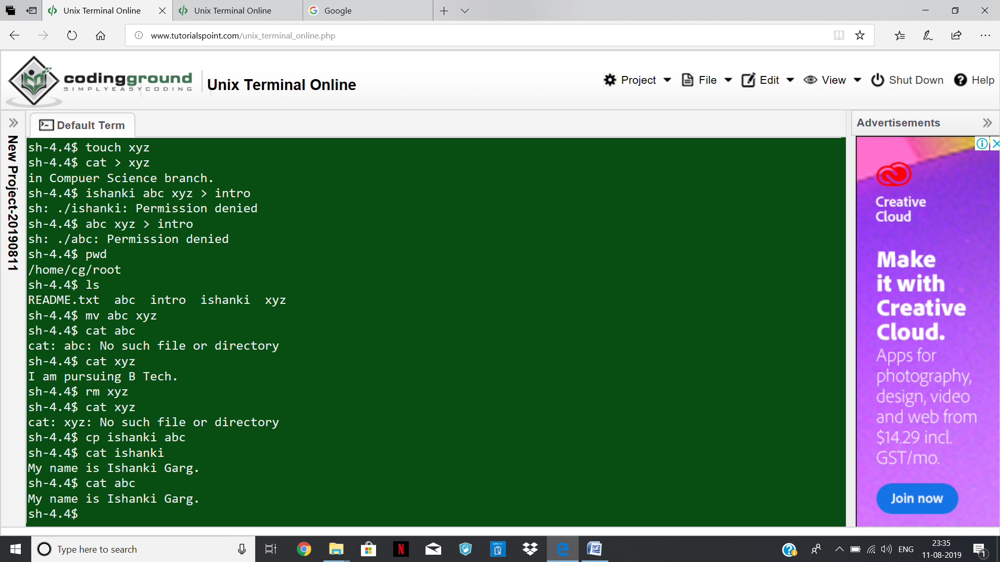 Unix Terminal Online
Unix Terminal Online
Google
www.tutorialspoint.com/unix_terminal_online.php
codingground
SIMPLYEASYCODING
Unix Terminal Online
Project
File
Edit
View
Shut Down
Help
New Project-20190811
Default Term
sh-4.4$ touch xyz
sh-4.4$ cat > xyz
in Compuer Science branch.
sh-4.4$ ishanki abc xyz > intro
sh: ./ishanki: Permission denied
sh-4.4$ abc xyz > intro
sh: ./abc: Permission denied
sh-4.4$ pwd
/home/cg/root
sh-4.4$ ls
README.txt  abc  intro  ishanki  xyz
sh-4.4$ mv abc xyz
sh-4.4$ cat abc
cat: abc: No such file or directory
sh-4.4$ cat xyz
I am pursuing B Tech.
sh-4.4$ rm xyz
sh-4.4$ cat xyz
cat: xyz: No such file or directory
sh-4.4$ cp ishanki abc
sh-4.4$ cat ishanki
My name is Ishanki Garg.
sh-4.4$ cat abc
My name is Ishanki Garg.
sh-4.4$
Advertisements
Creative
Cloud
Make
it with
Creative
Cloud.
Apps for
photography,
design, video
and web from
$14.29 incl.
GST/mo.
Join now
Type here to search
ENG
23:35
11-08-2019
1